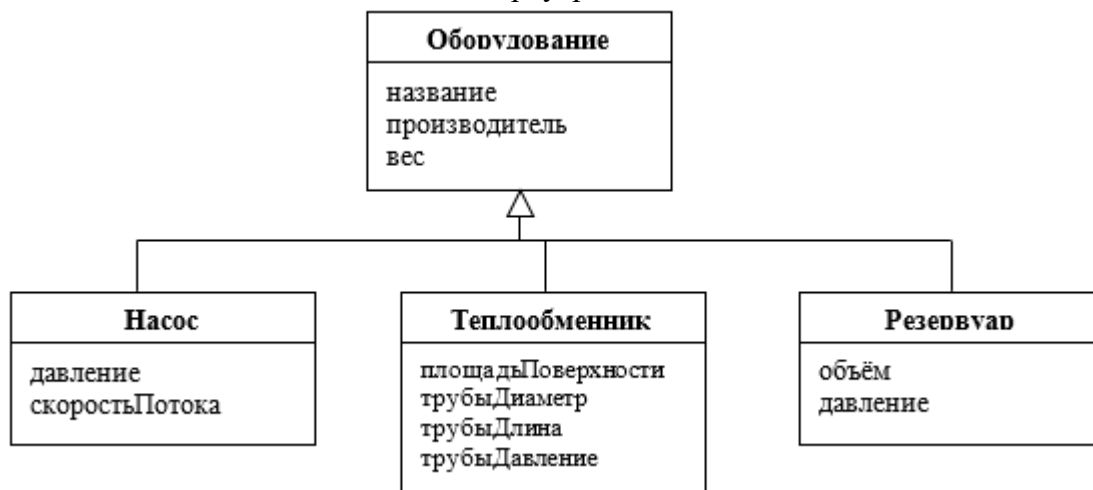 Оборудование
название
производитель
вес
Насос
давление
скоростьПотока
Теплообменник
площадьПоверхности
трубыДиаметр
трубыДлина
трубыДавление
Резервуар
объём
давление